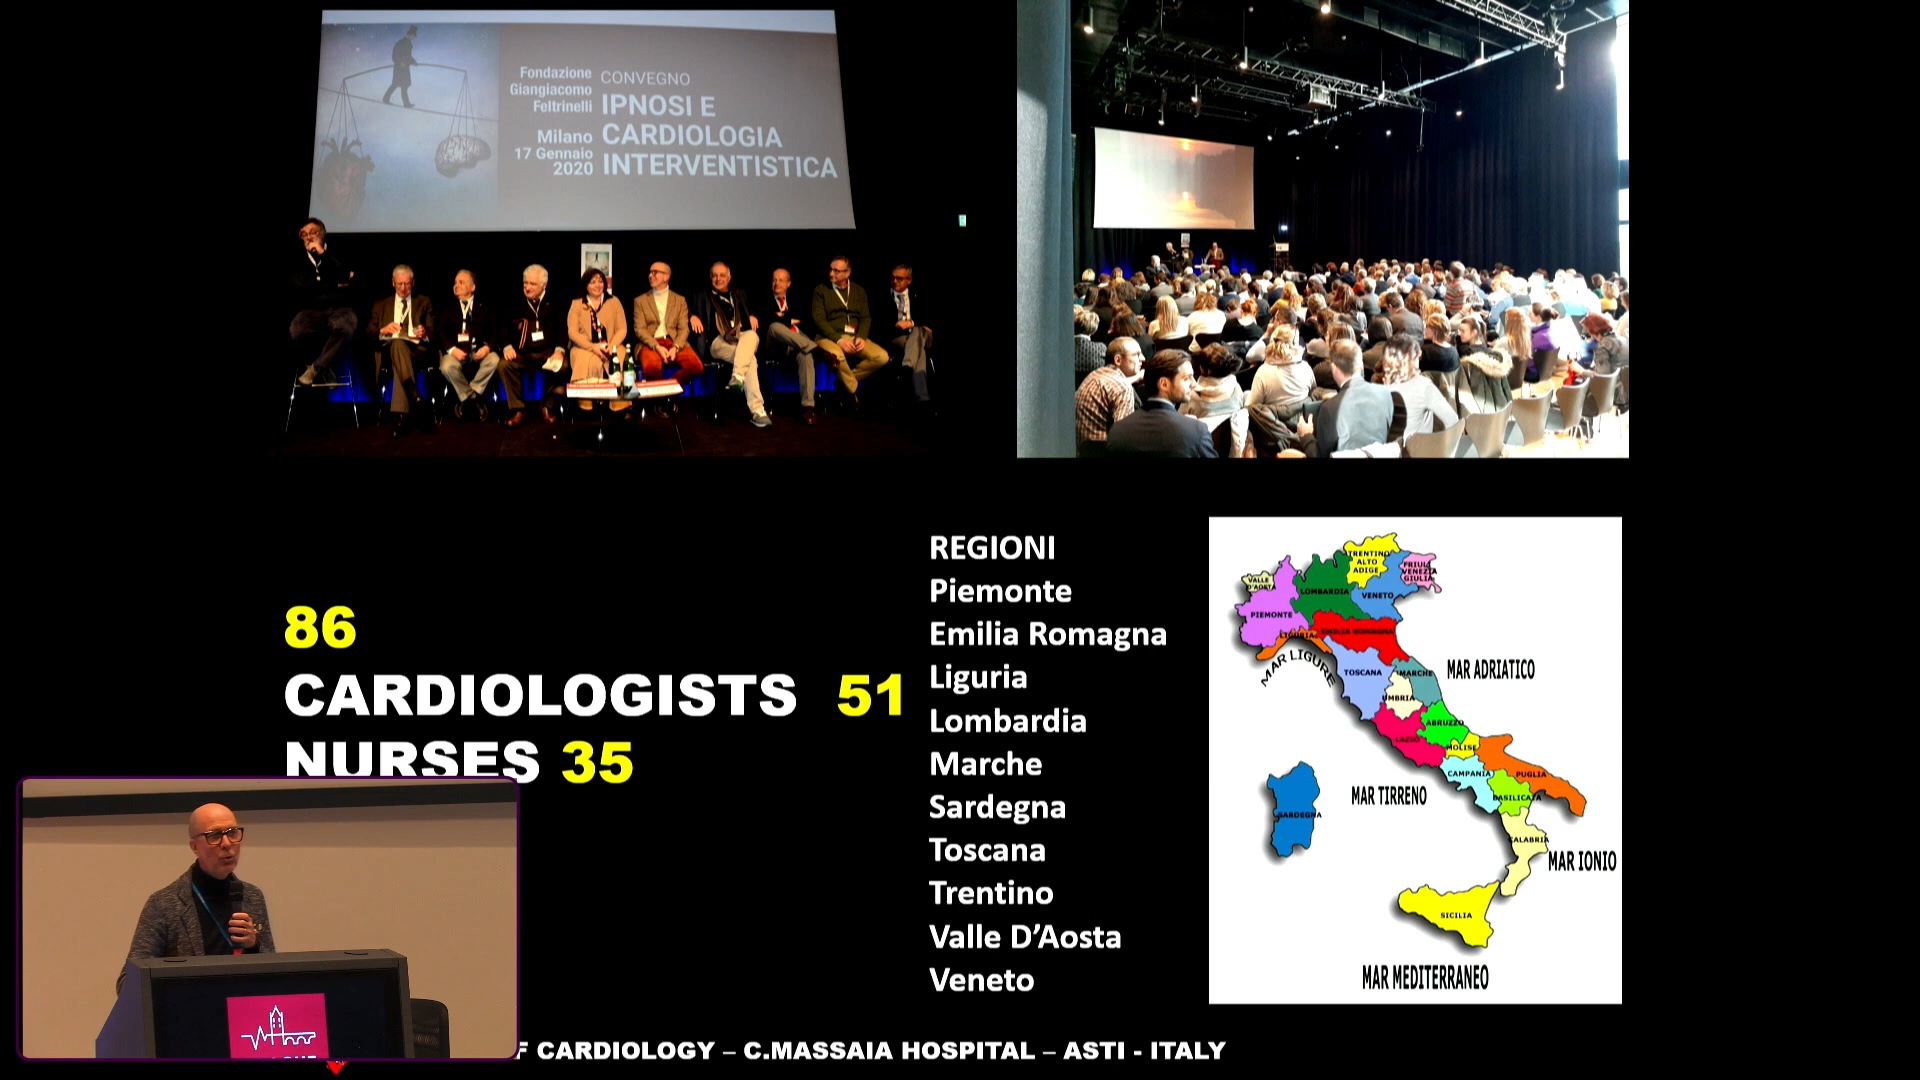 Fondazione
Giangiacomo
Feltrinelli
Milano
17 Gennaio
2020
CONVEGNO
IPNOSI E
CARDIOLOGIA
INTERVENTISTICA
86
CARDIOLOGISTS 51
NURSES 35
REGIONI
Piemonte
Emilia Romagna
Liguria
Lombardia
Marche
Sardegna
Toscana
Trentino
Valle D’Aosta
Veneto
TRENTINO
ALTO
ADIGE
FRIULI
VENEZIA
GIULIA
VALLE
D'AOSTA
LOMBARDIA
VENETO
PIEMONTE
LIGURIA
EMILIA ROMAGNA
MAR LIGURE
TOSCANA
MARCHE
MAR ADRIATICO
UMBRIA
ABRUZZO
LAZIO
MOLISE
CAMPANIA
PUGLIA
BASILICATA
MAR TIRRENO
SARDEGNA
CALABRIA
MAR IONIO
SICILIA
MAR MEDITERRANEO
F CARDIOLOGY – C.MASSAIA HOSPITAL – ASTI - ITALY